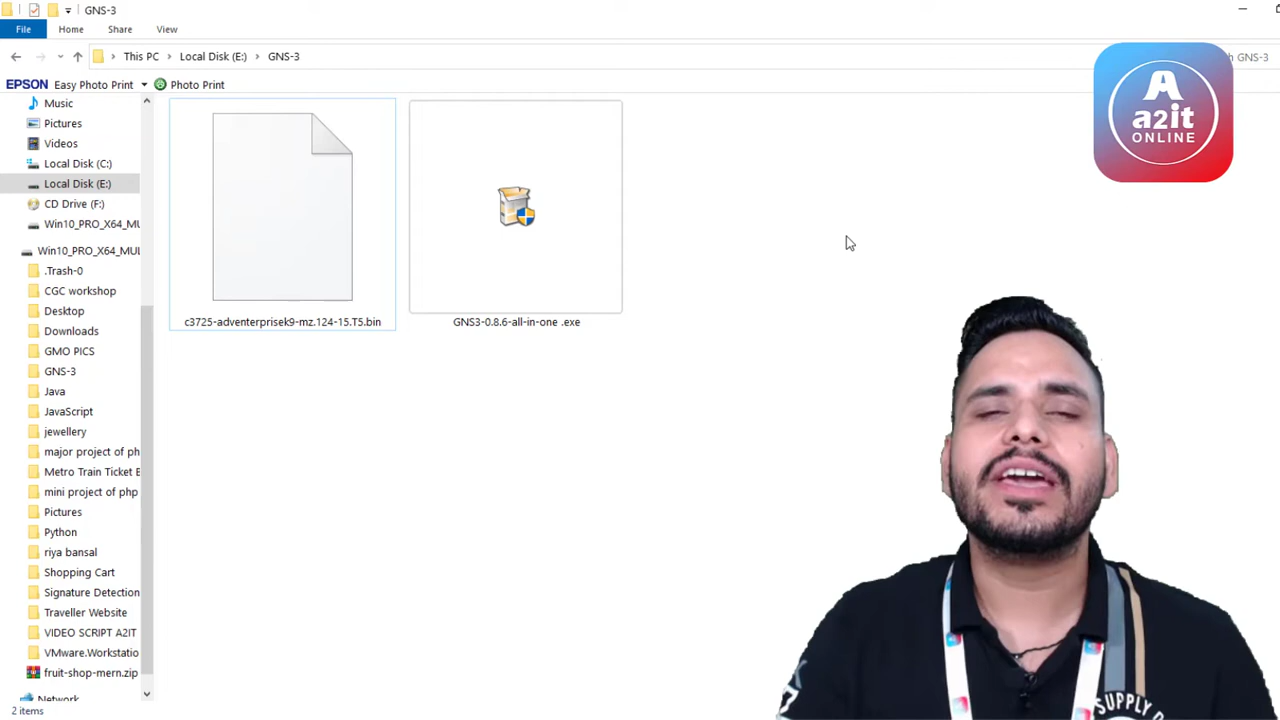 GNS-3
File
Home
Share
View
This PC
Local Disk (E:)
GNS-3
GNS-3
EPSON
Easy Photo Print
Photo Print
Music
Pictures
Videos
Local Disk (C:)
Local Disk (E:)
CD Drive (F:)
Win10_PRO_X64_MU
Win10_PRO_X64_MU
.Trash-0
CGC workshop
Desktop
Downloads
GMO PICS
GNS-3
Java
JavaScript
jewellery
major project of ph
Metro Train Ticket B
mini project of php
Pictures
Python
riya bansal
Shopping Cart
Signature Detection
Traveller Website
VIDEO SCRIPT A2IT
VMware.Workstatio
fruit-shop-mern.zip
Network
2 items
c3725-adventerprisek9-mz.124-15.T5.bin
GNS3-0.8.6-all-in-one .exe
A
a2it
ONLINE
SUPPLY